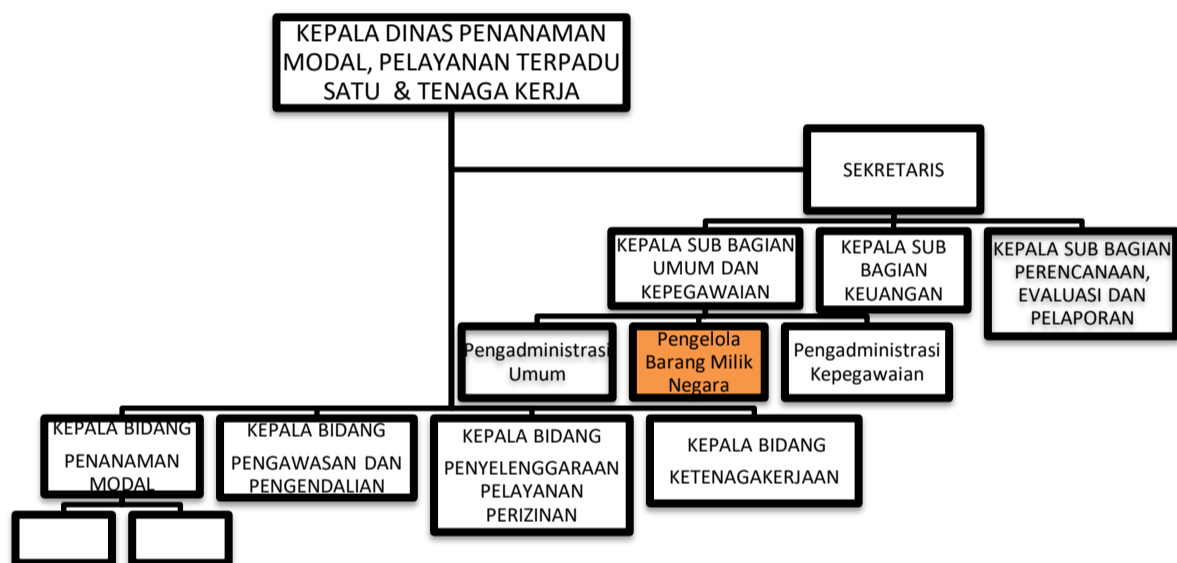 KEPALA DINAS PENANAMAN
MODAL, PELAYANAN TERPADU
SATU & TENAGA KERJA
SEKRETARIS
KEPALA SUB BAGIAN
UMUM DAN
KEPEGAWAIAN
KEPALA SUB
BAGIAN
KEUANGAN
KEPALA SUB BAGIAN
PERENCANAAN,
EVALUASI DAN
PELAPORAN
Pengadministrasi
Umum
Pengelola
Barang Milik
Negara
Pengadministrasi
Kepegawaian
KEPALA BIDANG
PENANAMAN
MODAL
KEPALA BIDANG
PENGAWASAN DAN
PENGENDALIAN
KEPALA BIDANG
PENYELENGGARAAN
PELAYANAN
PERIZINAN
KEPALA BIDANG
KETENAGAKERJAAN